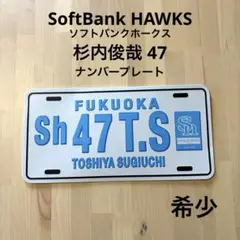 SoftBank HAWKS
ソフトバンクホークス
杉内俊哉 47
ナンバープレート
FUKUOKA
Sh 47 T.S
TOSHIYA SUGIUCHI
希少